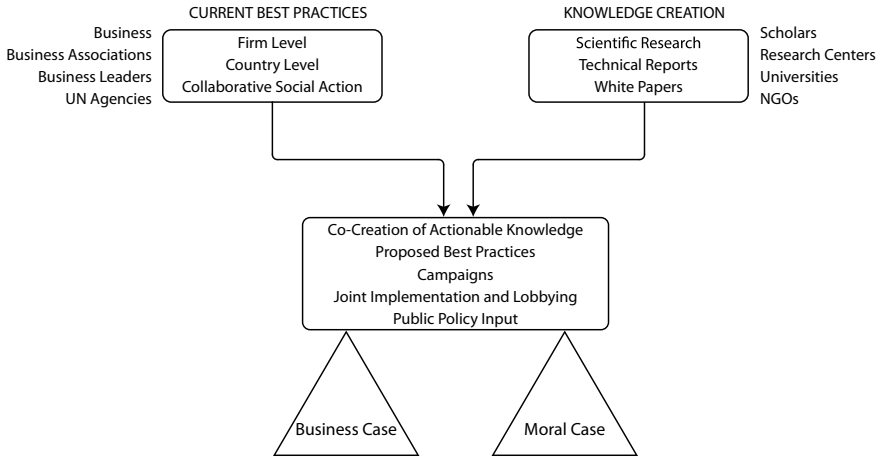 CURRENT BEST PRACTICES
Business
Business Associations
Business Leaders
UN Agencies
Firm Level
Country Level
Collaborative Social Action
KNOWLEDGE CREATION
Scientific Research
Technical Reports
White Papers
Scholars
Research Centers
Universities
NGOs
Co-Creation of Actionable Knowledge
Proposed Best Practices
Campaigns
Joint Implementation and Lobbying
Public Policy Input
Business Case
Moral Case